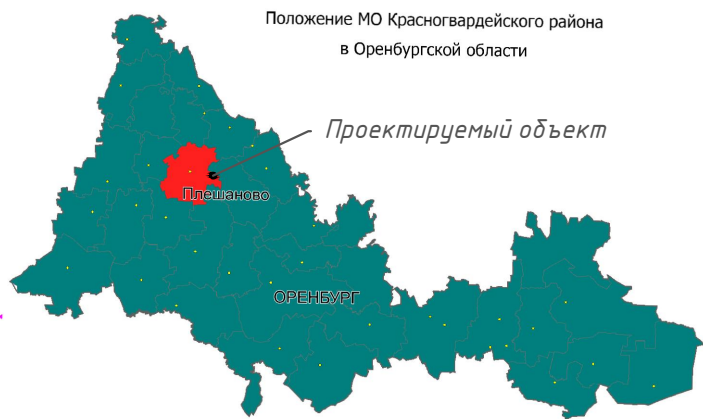 Положение МО Красногвардейского района
в Оренбургской области
Проектируемый объект
Плешаново
ОРЕНБУРГ